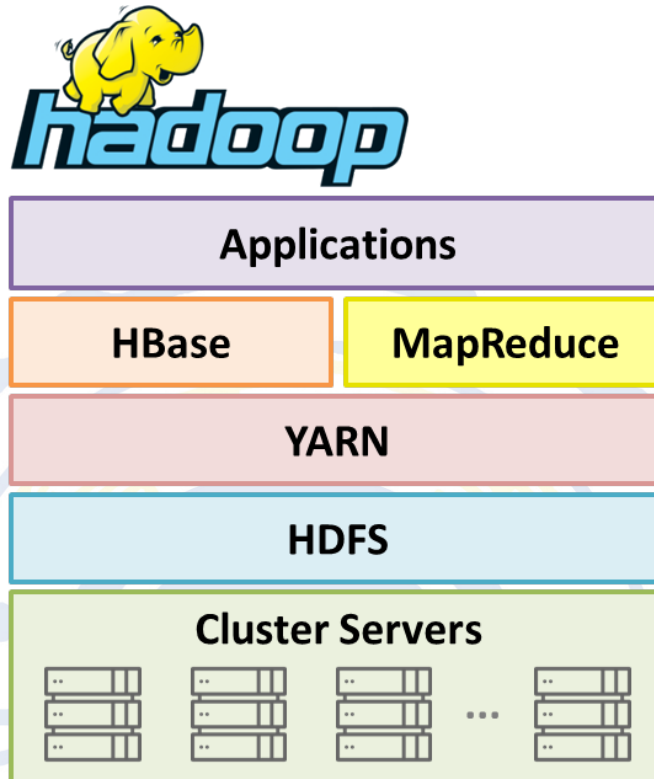 hadoop
Applications
HBase
MapReduce
YARN
HDFS
Cluster Servers
...